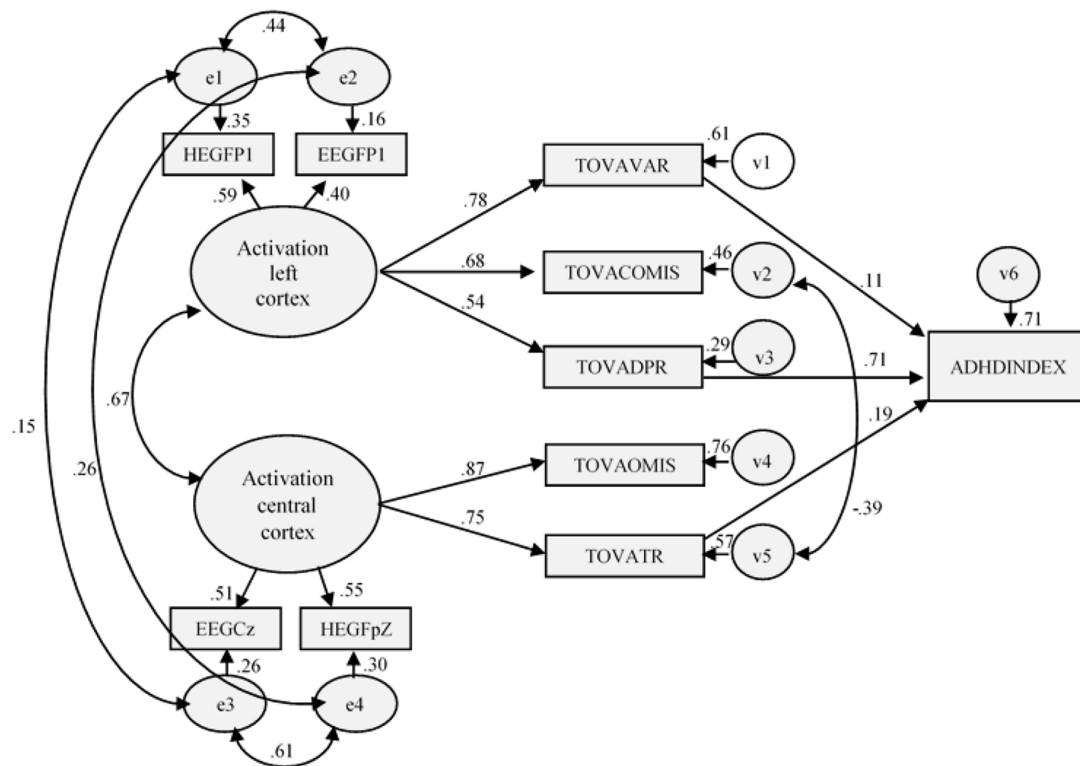 .44
e1
e2
.35
.16
HEGFP1
EEGFP1
.59
.40
Activation
left
cortex
.78
.68
.54
TOVAVAR
.61
v1
TOVACOMIS
.46
v2
TOVADPR
.29
v3
.11
.71
.19
v6
.71
ADHDINDEX
.15
.26
.67
Activation
central
cortex
.87
.75
TOVAOMIS
.76
v4
TOVATR
.57
v5
-.39
.51
.55
EEGCz
HEGFpZ
.26
.30
e3
e4
.61